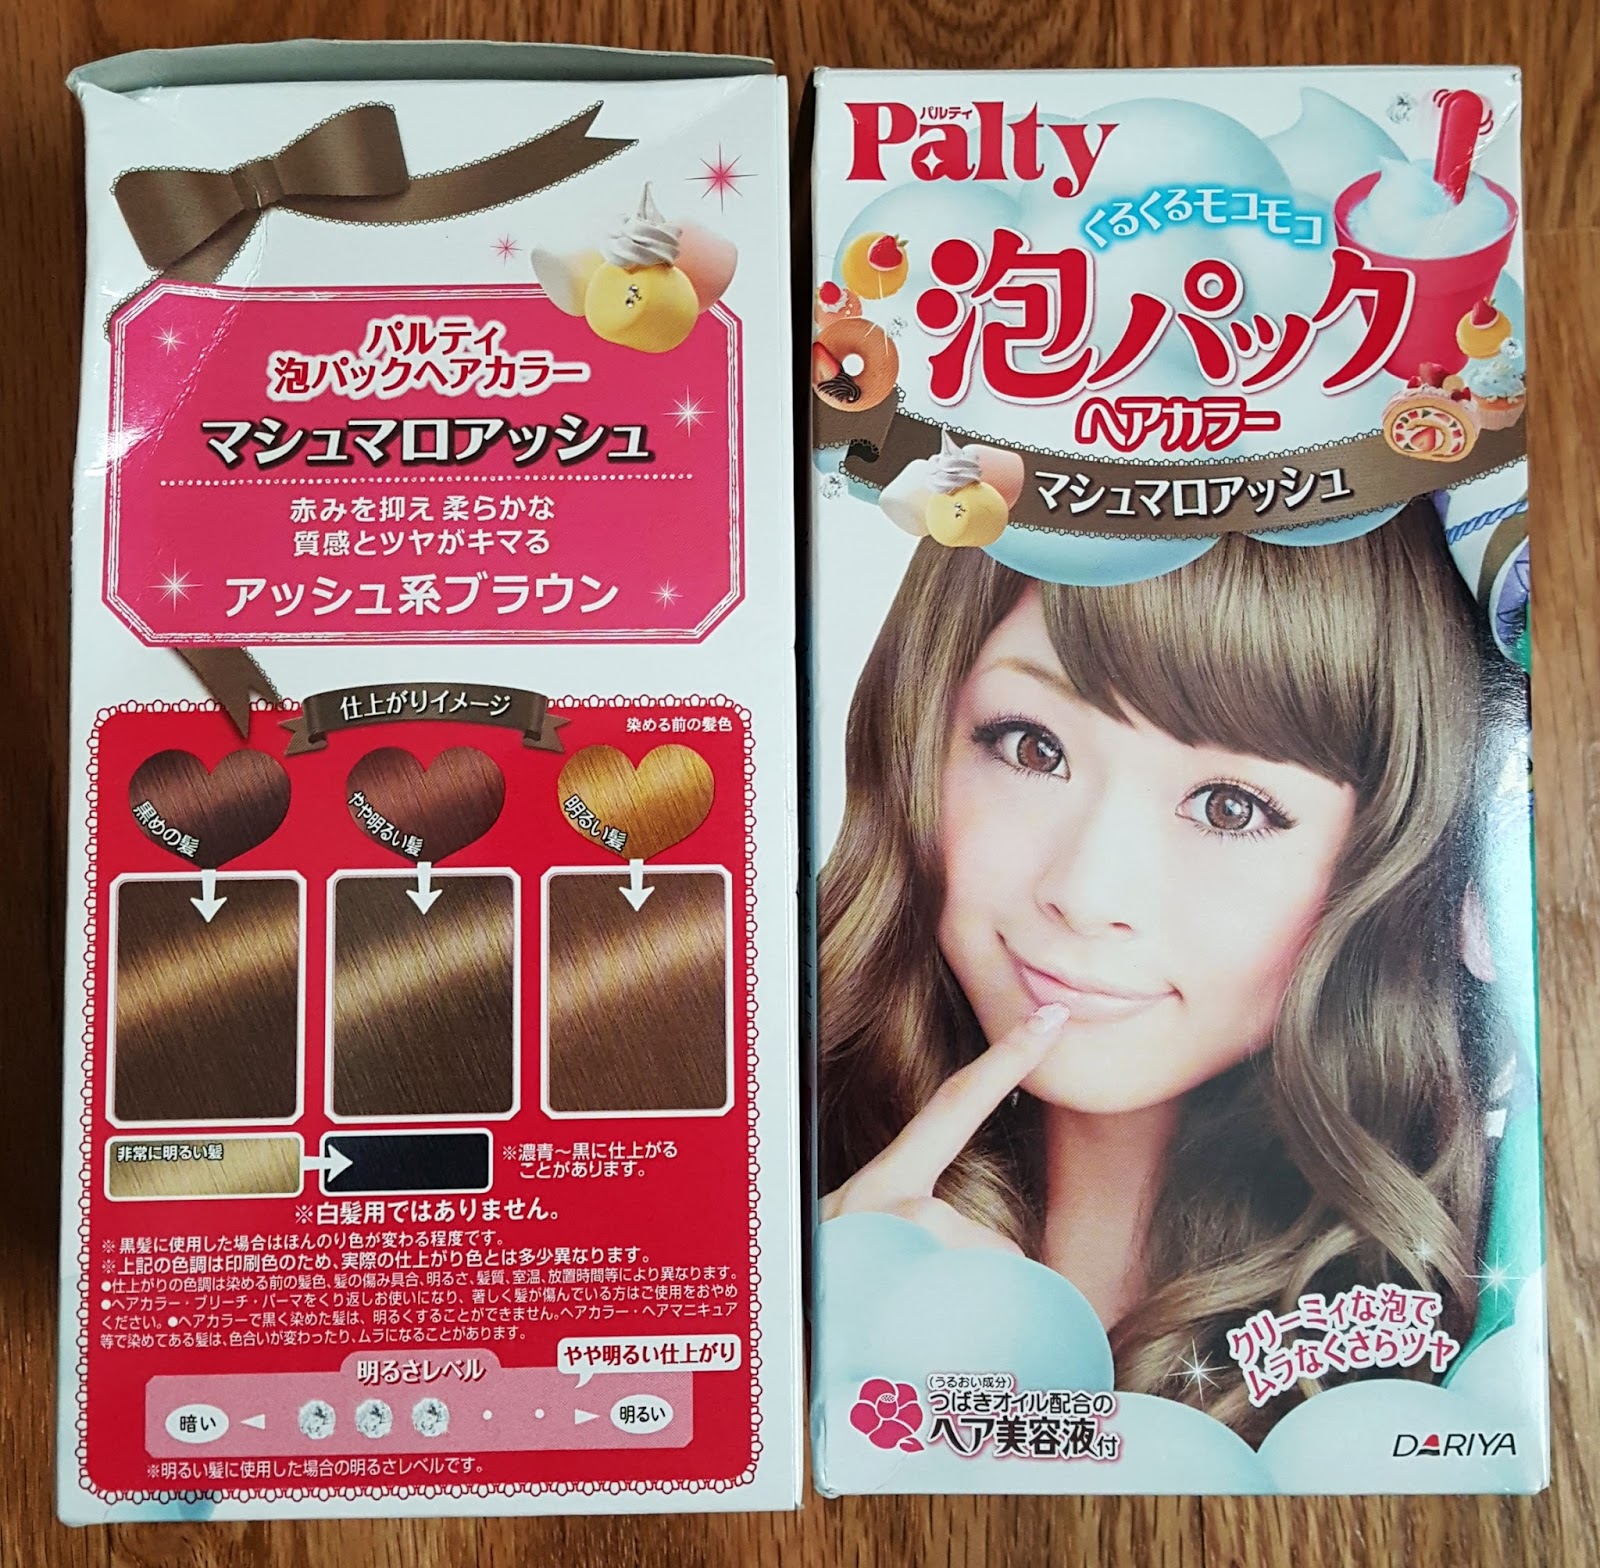 パルティ
泡パックヘアカラー
マシュマロアッシュ
赤みを抑え 柔らかな
質感とツヤがキマる
アッシュ系ブラウン
仕上がりイメージ
染める前の髪色
黒めの髪
やや明るい髪
明るい髪
非常に明るい髪
※濃青～黒に仕上がる
ことがあります。
※白髪用ではありません。
※黒髪に使用した場合はほんのり色が変わる程度です。
※上記の色調は印刷色のため、実際の仕上がり色とは多少異なります。
●仕上がりの色調は染める前の髪色、髪の傷み具合、明るさ、髪質、室温、放置時間等により異なります。
●ヘアカラー・ブリーチ・パーマをくり返しお使いになり、著しく髪が傷んでいる方はご使用をおやめ
ください。●ヘアカラーで黒く染めた髪は、明るくすることができません。ヘアカラー・ヘアマニキュア
等で染めてある髪は、色合いが変わったり、ムラになることがあります。
やや明るい仕上がり
明るさレベル
暗い
明るい
※明るい髪に使用した場合の明るさレベルです。
パルティ
Palty
くるくるモコモコ
泡パック
ヘアカラー
マシュマロアッシュ
クリーミィな泡で
ムラなくさらツヤ
(うるおい成分)
つばきオイル配合の
ヘア美容液付
DARIYA